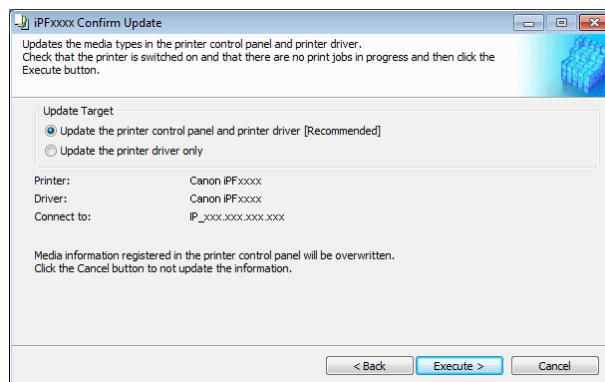 iPFxxxx Confirm Update
Updates the media types in the printer control panel and printer driver.
Check that the printer is switched on and that there are no print jobs in progress and then click the
Execute button.
Update Target
Update the printer control panel and printer driver [Recommended]
Update the printer driver only
Printer: Canon iPFxxxx
Driver: Canon iPFxxxx
Connect to: IP_xxx.xxx.xxx.xxx
Media information registered in the printer control panel will be overwritten.
Click the Cancel button to not update the information.
< Back Execute > Cancel